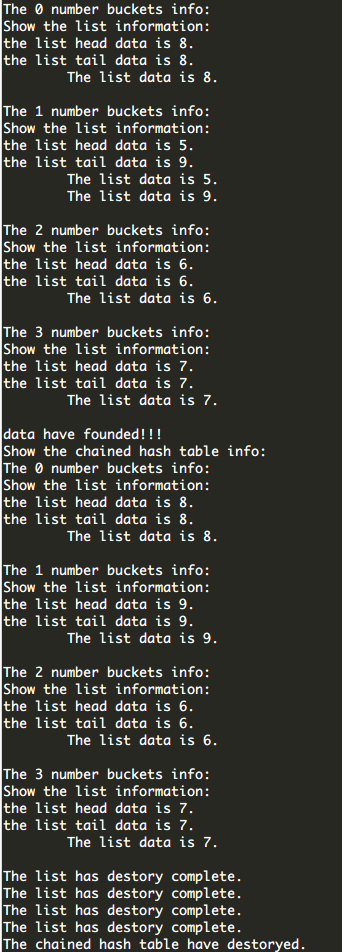 The 0 number buckets info:
Show the list information:
the list head data is 8.
the list tail data is 8.
The list data is 8.
The 1 number buckets info:
Show the list information:
the list head data is 5.
the list tail data is 9.
The list data is 5.
The list data is 9.
The 2 number buckets info:
Show the list information:
the list head data is 6.
the list tail data is 6.
The list data is 6.
The 3 number buckets info:
Show the list information:
the list head data is 7.
the list tail data is 7.
The list data is 7.
data have founded!!!
Show the chained hash table info:
The 0 number buckets info:
Show the list information:
the list head data is 8.
the list tail data is 8.
The list data is 8.
The 1 number buckets info:
Show the list information:
the list head data is 9.
the list tail data is 9.
The list data is 9.
The 2 number buckets info:
Show the list information:
the list head data is 6.
the list tail data is 6.
The list data is 6.
The 3 number buckets info:
Show the list information:
the list head data is 7.
the list tail data is 7.
The list data is 7.
The list has destory complete.
The list has destory complete.
The list has destory complete.
The list has destory complete.
The chained hash table have destoryed.